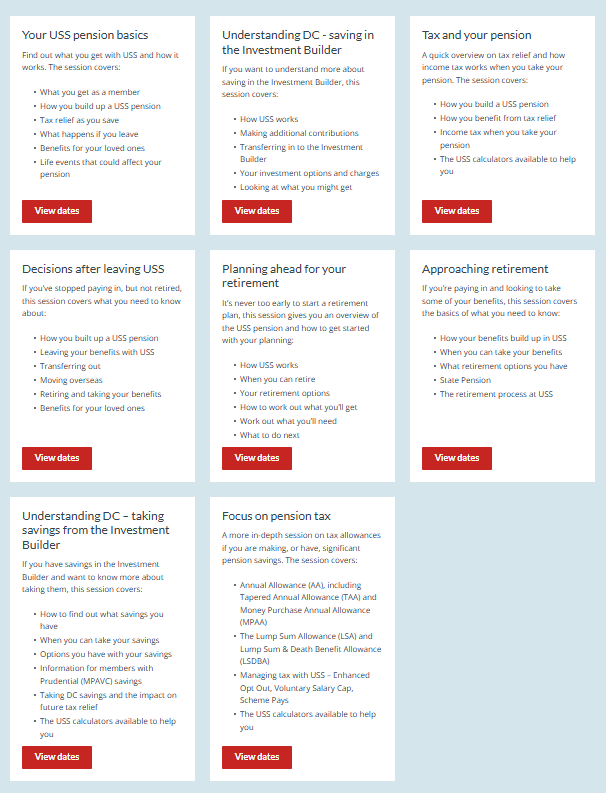 Your USS pension basics
Find out what you get with USS and how it
works. The session covers:
• What you get as a member
• How you build up a USS pension
• Tax relief as you save
• What happens if you leave
• Benefits for your loved ones
• Life events that could affect your
pension
View dates
Understanding DC - saving in
the Investment Builder
If you want to understand more about
saving in the Investment Builder, this
session covers:
• How USS works
• Making additional contributions
• Transferring in to the Investment
Builder
• Your investment options and charges
• Looking at what you might get
View dates
Tax and your pension
A quick overview on tax relief and how
income tax works when you take your
pension. The session covers:
• How you build a USS pension
• How you benefit from tax relief
• Income tax when you take your
pension
• The USS calculators available to help
you
View dates
Decisions after leaving USS
If you've stopped paying in, but not retired,
this session covers what you need to know
about:
• How you built up a USS pension
• Leaving your benefits with USS
• Transferring out
• Moving overseas
• Retiring and taking your benefits
• Benefits for your loved ones
View dates
Planning ahead for your
retirement
It's never too early to start a retirement
plan, this session gives you an overview of
the USS pension and how to get started
with your planning:
• How USS works
• When you can retire
• Your retirement options
• How to work out what you'll get
• Work out what you'll need
• What to do next
View dates
Approaching retirement
If you're paying in and looking to take
some of your benefits, this session covers
the basics of what you need to know:
• How your benefits build up in USS
• When you can take your benefits
• What retirement options you have
• State Pension
• The retirement process at USS
View dates
Understanding DC – taking
savings from the Investment
Builder
If you have savings in the Investment
Builder and want to know more about
taking them, this session covers:
• How to find out what savings you
have
• When you can take your savings
• Options you have with your savings
• Information for members with
Prudential (MPAVC) savings
• Taking DC savings and the impact on
future tax relief
• The USS calculators available to help
you
View dates
Focus on pension tax
A more in-depth session on tax allowances
if you are making, or have, significant
pension savings. The session covers:
• Annual Allowance (AA), including
Tapered Annual Allowance (TAA) and
Money Purchase Annual Allowance
(MPAA)
• The Lump Sum Allowance (LSA) and
Lump Sum & Death Benefit Allowance
(LSDBA)
• Managing tax with USS – Enhanced
Opt Out, Voluntary Salary Cap,
Scheme Pays
• The USS calculators available to help
you
View dates